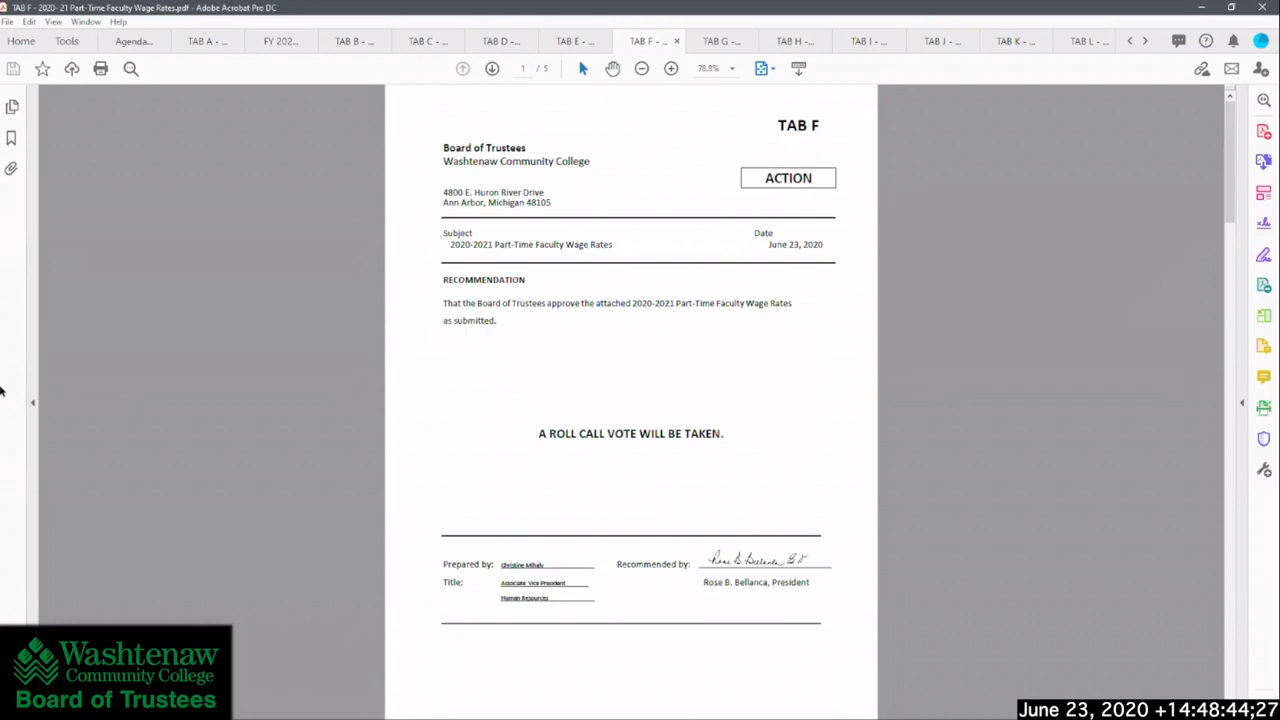 TAB F - 2020- 21 Part-Time Faculty Wage Rates.pdf - Adobe Acrobat Pro DC
File Edit View Window Help
Home Tools Agenda... TAB A - ... FY 202... TAB B - ... TAB C - ... TAB D -... TAB E - ... TAB F - ... × TAB G -... TAB H - ... TAB I - ... TAB J - ... TAB K - ... TAB L - ...
1 / 5 78.8%
TAB F
Board of Trustees
Washtenaw Community College
ACTION
4800 E. Huron River Drive
Ann Arbor, Michigan 48105
Subject Date
2020-2021 Part-Time Faculty Wage Rates June 23, 2020
RECOMMENDATION
That the Board of Trustees approve the attached 2020-2021 Part-Time Faculty Wage Rates
as submitted.
A ROLL CALL VOTE WILL BE TAKEN.
Prepared by: Christine Mihaly Recommended by: Rose B. Bellanca, Ed.D
Title: Associate Vice President Rose B. Bellanca, President
Human Resources
Washtenaw
Community College
Board of Trustees
June 23, 2020 +14:48:44;27